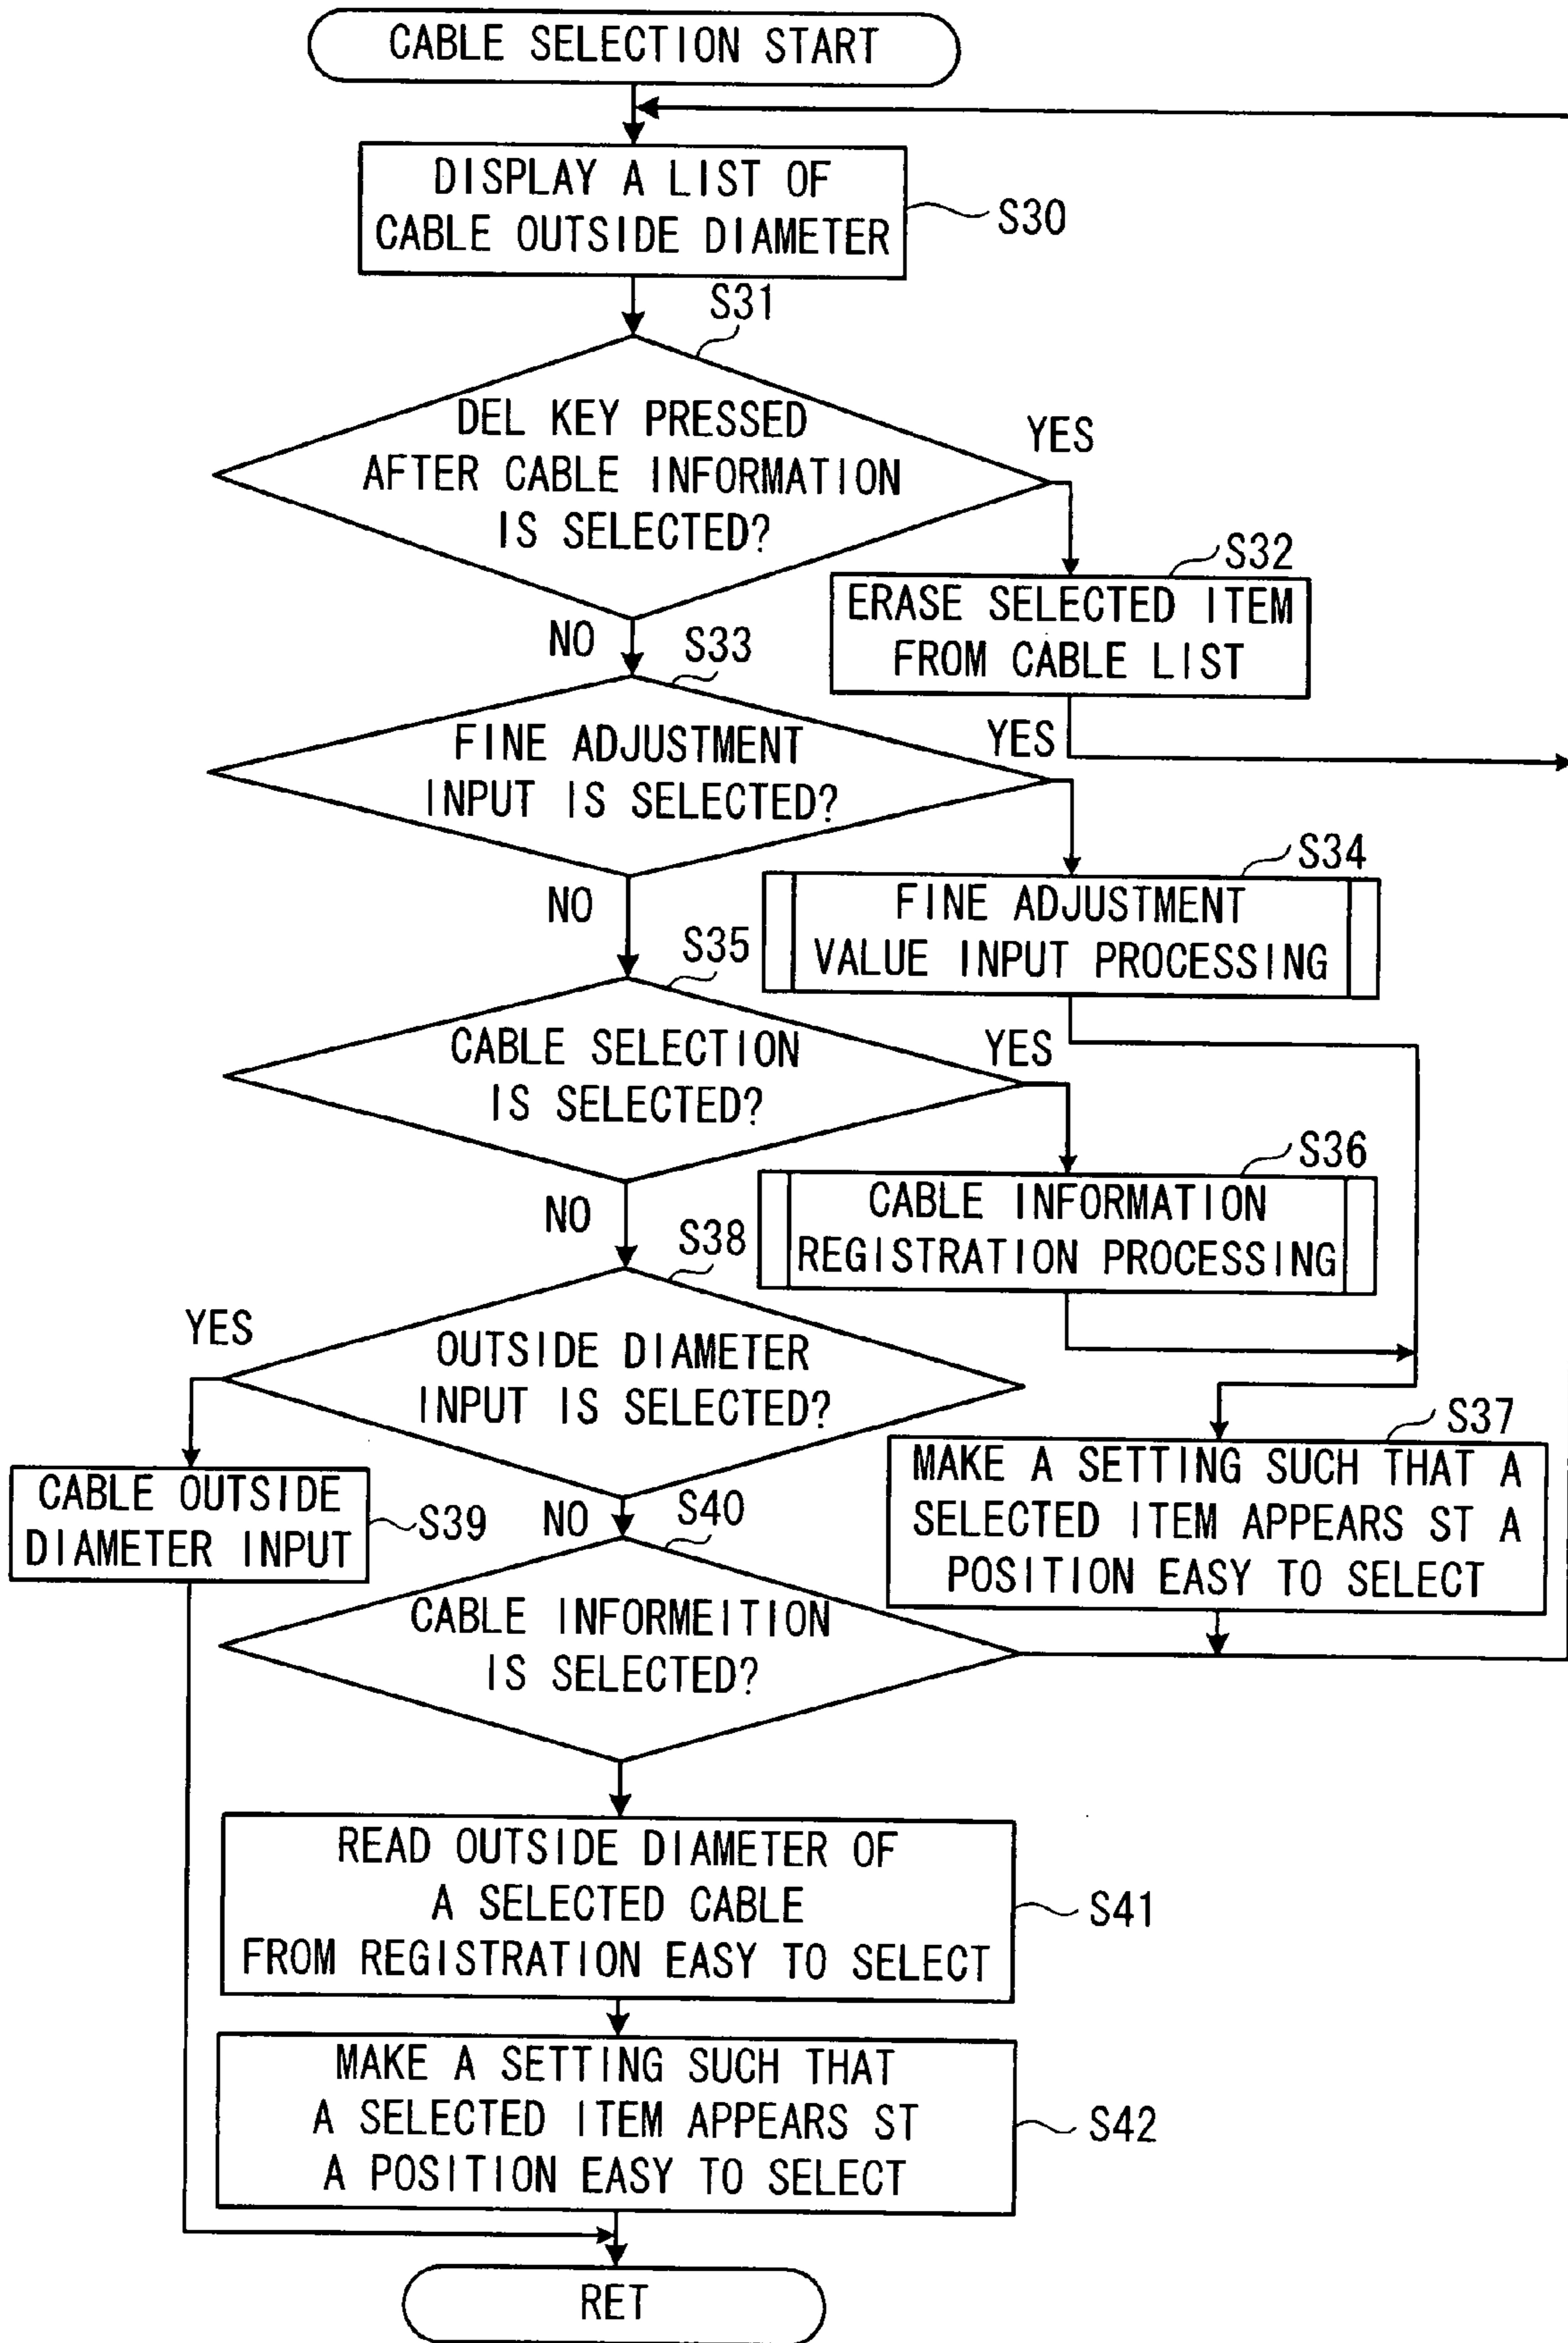 CABLE SELECTION START
DISPLAY A LIST OF
CABLE OUTSIDE DIAMETER
S30
S31
DEL KEY PRESSED
AFTER CABLE INFORMATION
IS SELECTED?
YES
S32
ERASE SELECTED ITEM
FROM CABLE LIST
NO
S33
FINE ADJUSTMENT
INPUT IS SELECTED?
YES
S34
FINE ADJUSTMENT
VALUE INPUT PROCESSING
NO
S35
CABLE SELECTION
IS SELECTED?
YES
S36
CABLE INFORMATION
REGISTRATION PROCESSING
NO
S38
YES
OUTSIDE DIAMETER
INPUT IS SELECTED?
S37
MAKE A SETTING SUCH THAT A
SELECTED ITEM APPEARS ST A
POSITION EASY TO SELECT
CABLE OUTSIDE
DIAMETER INPUT
S39
NO
S40
CABLE INFORMEITION
IS SELECTED?
READ OUTSIDE DIAMETER OF
A SELECTED CABLE
FROM REGISTRATION EASY TO SELECT
S41
MAKE A SETTING SUCH THAT
A SELECTED ITEM APPEARS ST
A POSITION EASY TO SELECT
S42
RET